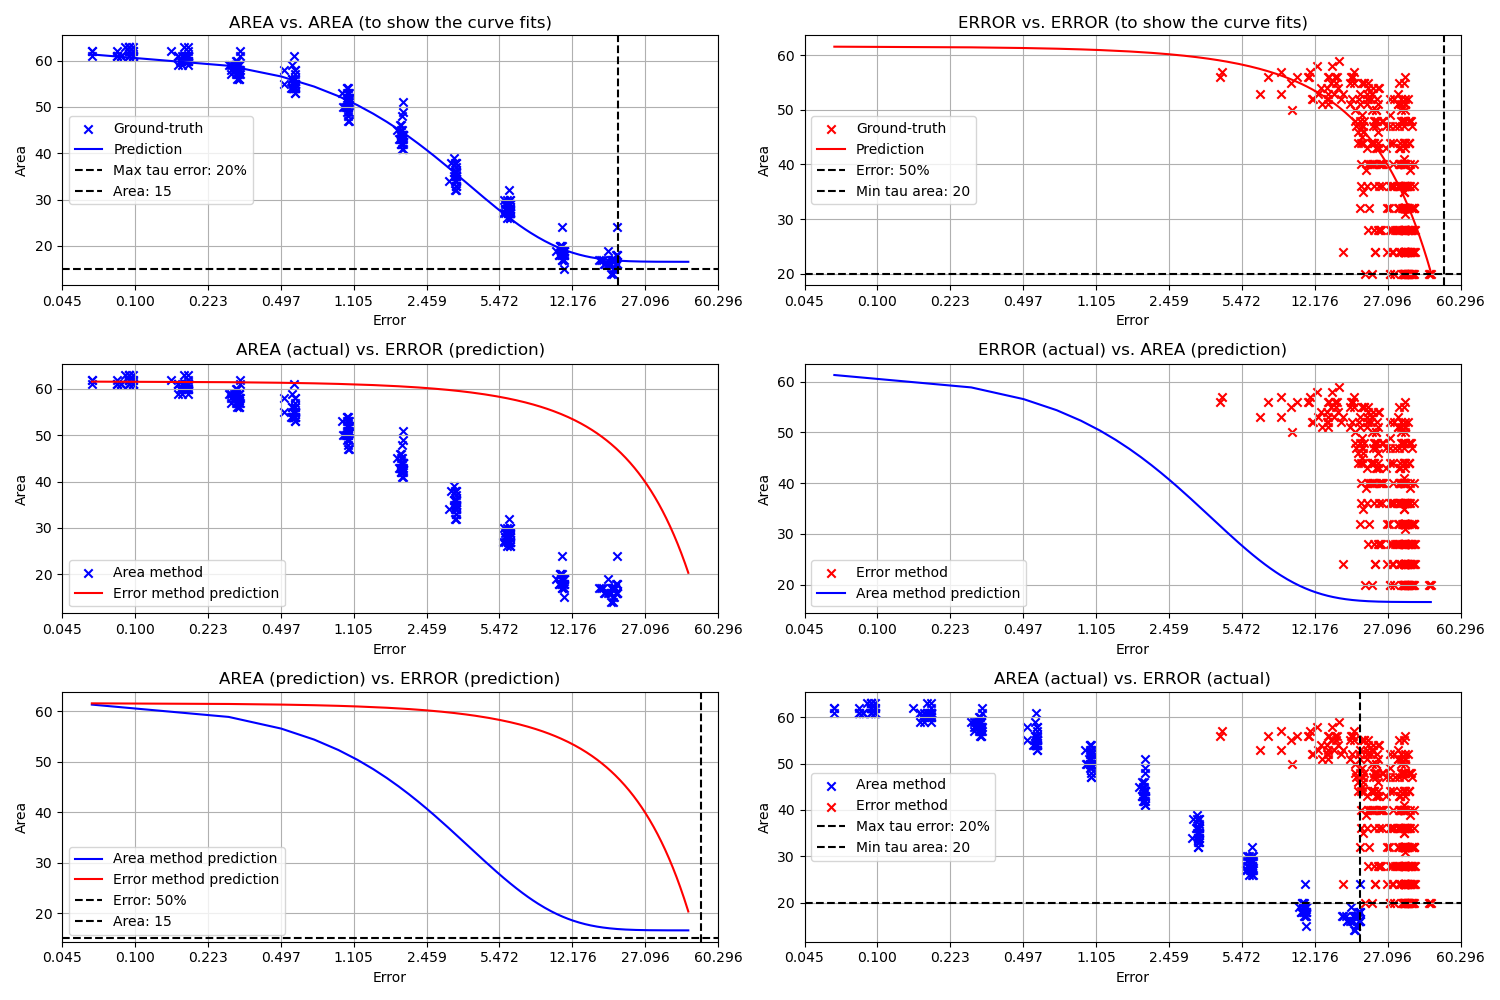 AREA vs. AREA (to show the curve fits)
Area
60
50
40
30
20
Ground-truth
Prediction
Max tau error: 20%
Area: 15
0.045 0.100 0.223 0.497 1.105 2.459 5.472 12.176 27.096 60.296
Error
ERROR vs. ERROR (to show the curve fits)
Area
60
50
40
30
20
Ground-truth
Prediction
Error: 50%
Min tau area: 20
0.045 0.100 0.223 0.497 1.105 2.459 5.472 12.176 27.096 60.296
Error
AREA (actual) vs. ERROR (prediction)
Area
60
50
40
30
20
Area method
Error method prediction
0.045 0.100 0.223 0.497 1.105 2.459 5.472 12.176 27.096 60.296
Error
ERROR (actual) vs. AREA (prediction)
Area
60
50
40
30
20
Error method
Area method prediction
0.045 0.100 0.223 0.497 1.105 2.459 5.472 12.176 27.096 60.296
Error
AREA (prediction) vs. ERROR (prediction)
Area
60
50
40
30
20
Area method prediction
Error method prediction
Error: 50%
Area: 15
0.045 0.100 0.223 0.497 1.105 2.459 5.472 12.176 27.096 60.296
Error
AREA (actual) vs. ERROR (actual)
Area
60
50
40
30
20
Area method
Error method
Max tau error: 20%
Min tau area: 20
0.045 0.100 0.223 0.497 1.105 2.459 5.472 12.176 27.096 60.296
Error